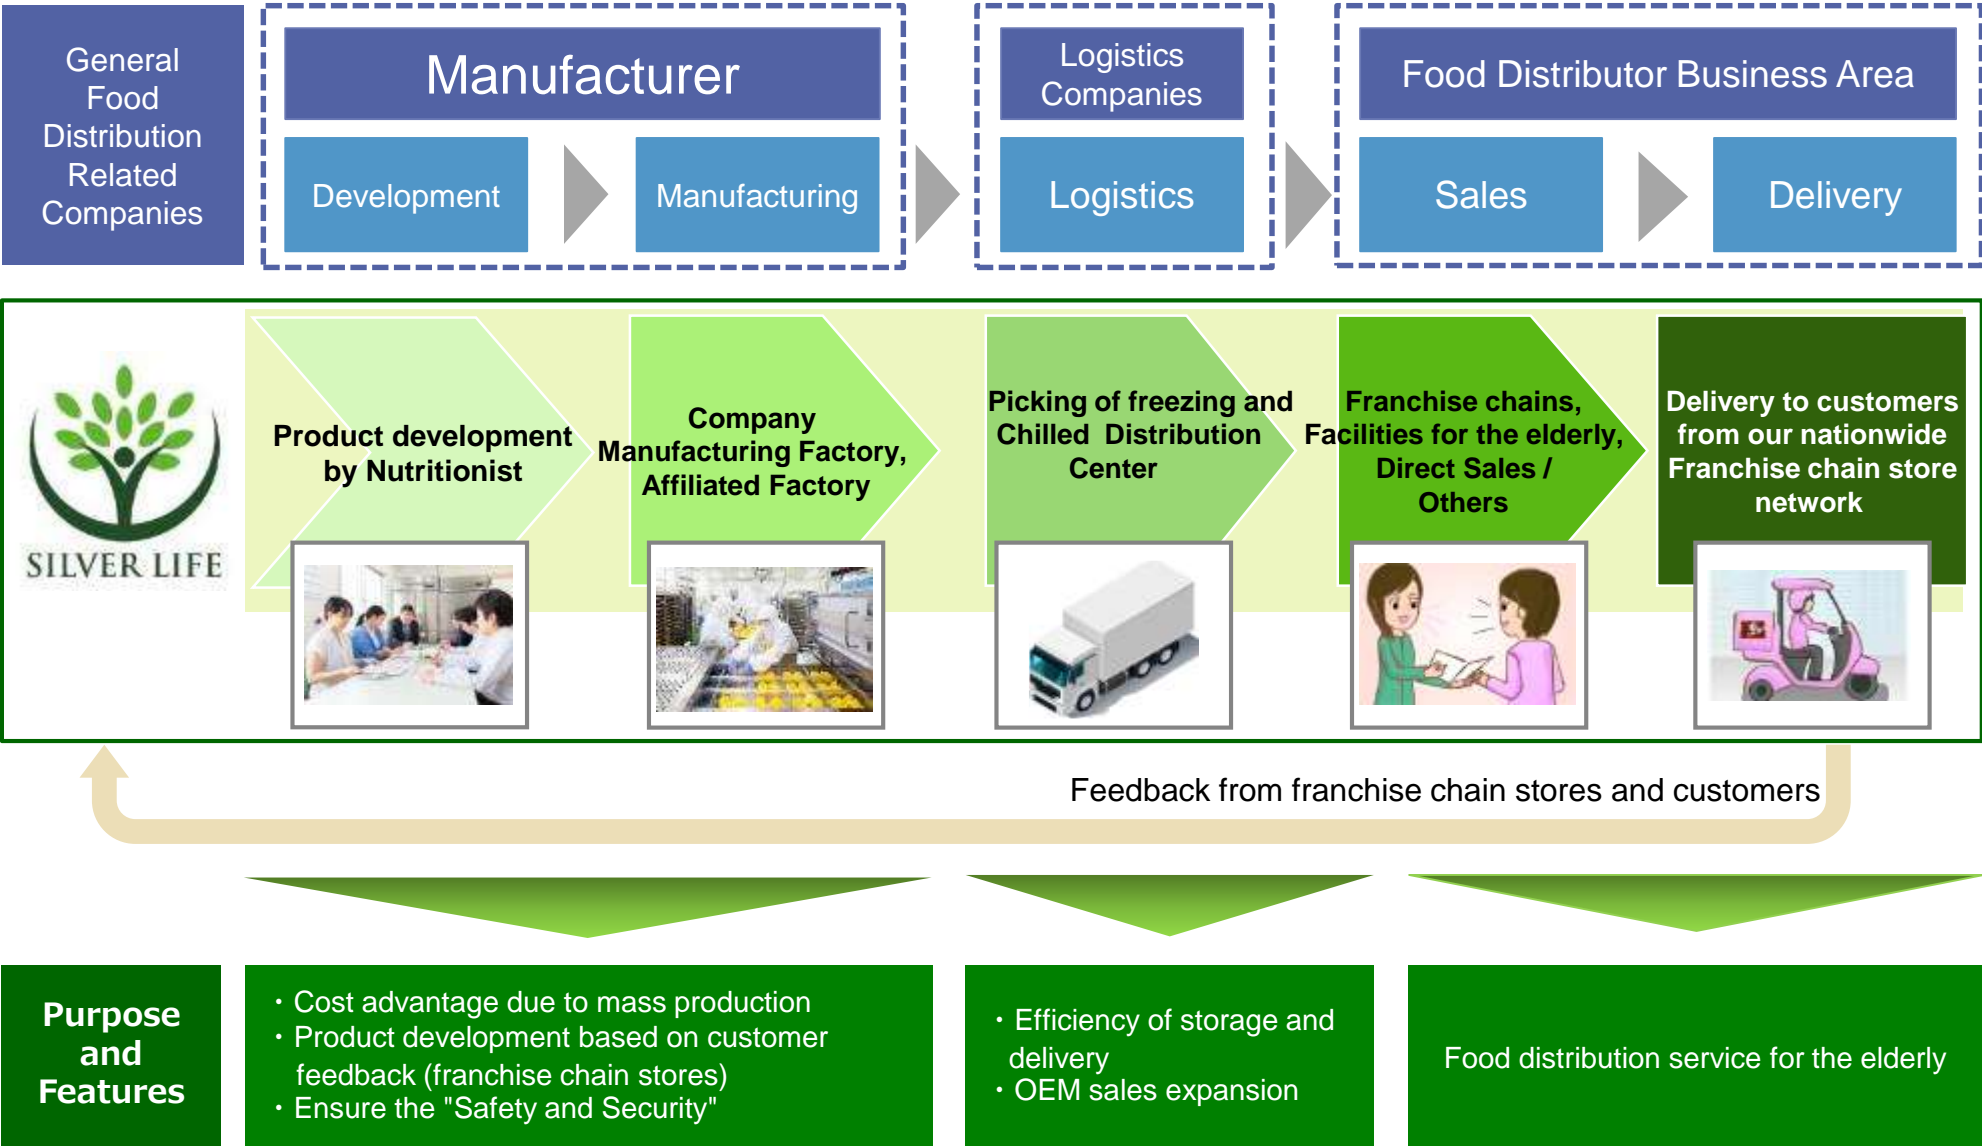 General
Food
Distribution
Related
Companies
Manufacturer
Development
Manufacturing
Logistics
Companies
Logistics
Food Distributor Business Area
Sales
Delivery
SILVER LIFE
Product development
by Nutritionist
Company
Manufacturing Factory,
Affiliated Factory
Picking of freezing and
Chilled Distribution
Center
Franchise chains,
Facilities for the elderly,
Direct Sales /
Others
Delivery to customers
from our nationwide
Franchise chain store
network
Feedback from franchise chain stores and customers
Purpose
and
Features
・Cost advantage due to mass production
・Product development based on customer
feedback (franchise chain stores)
・Ensure the "Safety and Security"
・Efficiency of storage and
delivery
・OEM sales expansion
Food distribution service for the elderly